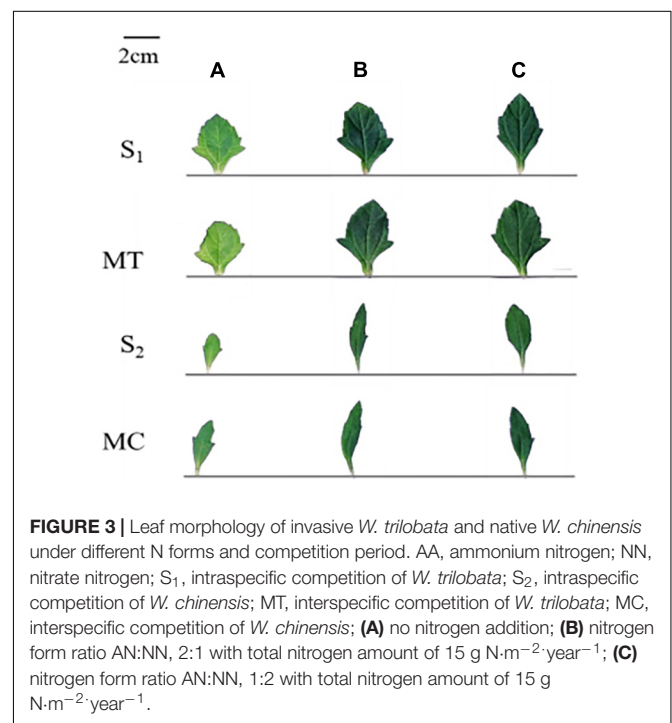 2cm
A B C
S₁
MT
S₂
MC
FIGURE 3 | Leaf morphology of invasive W. trilobata and native W. chinensis
under different N forms and competition period. AA, ammonium nitrogen; NN,
nitrate nitrogen; S₁, intraspecific competition of W. trilobata; S₂, intraspecific
competition of W. chinensis; MT, interspecific competition of W. trilobata; MC,
interspecific competition of W. chinensis; (A) no nitrogen addition; (B) nitrogen
form ratio AN:NN, 2:1 with total nitrogen amount of 15 g N·m⁻²·year⁻¹; (C)
nitrogen form ratio AN:NN, 1:2 with total nitrogen amount of 15 g
N·m⁻²·year⁻¹.